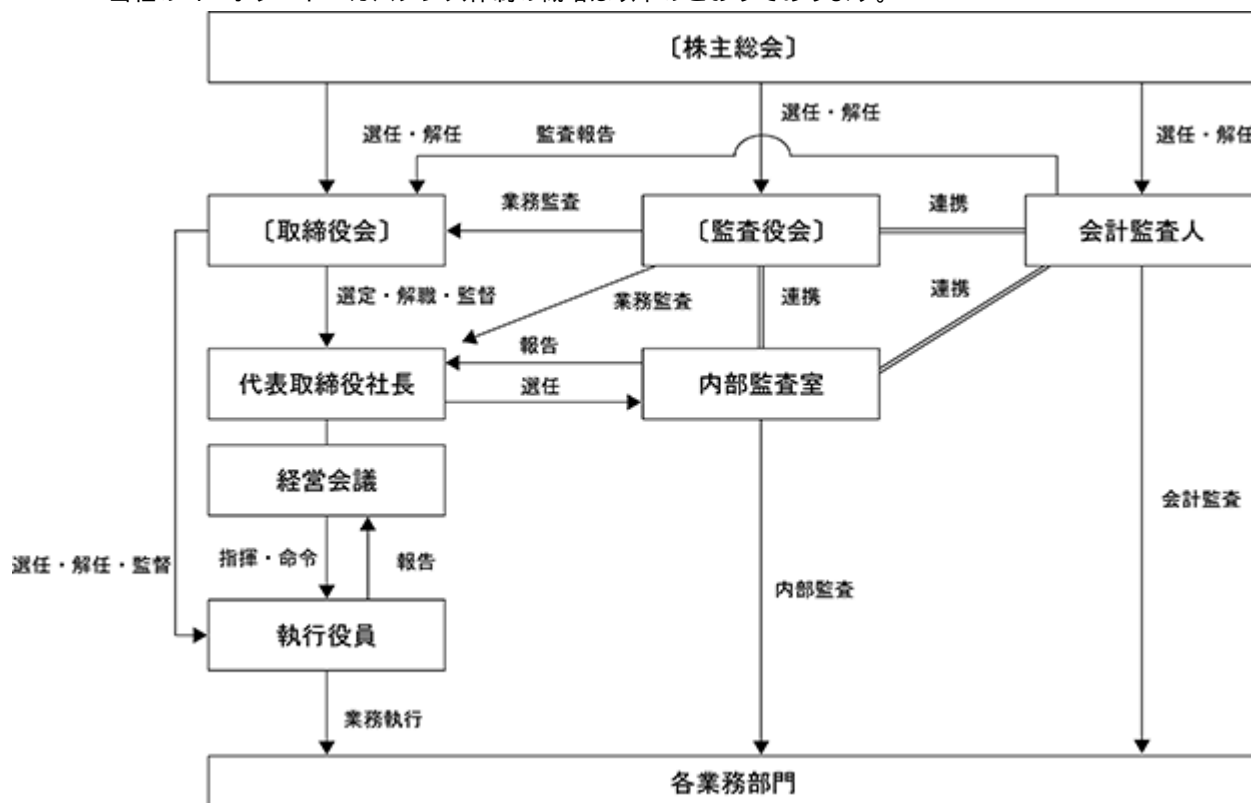 〔株主総会〕
選任・解任
監査報告
選任・解任
選任・解任
〔取締役会〕
業務監査
〔監査役会〕
連携
会計監査人
選定・解職・監督
業務監査
連携
連携
代表取締役社長
報告
選任
内部監査室
経営会議
選任・解任・監督
指揮・命令
報告
会計監査
内部監査
執行役員
業務執行
各業務部門